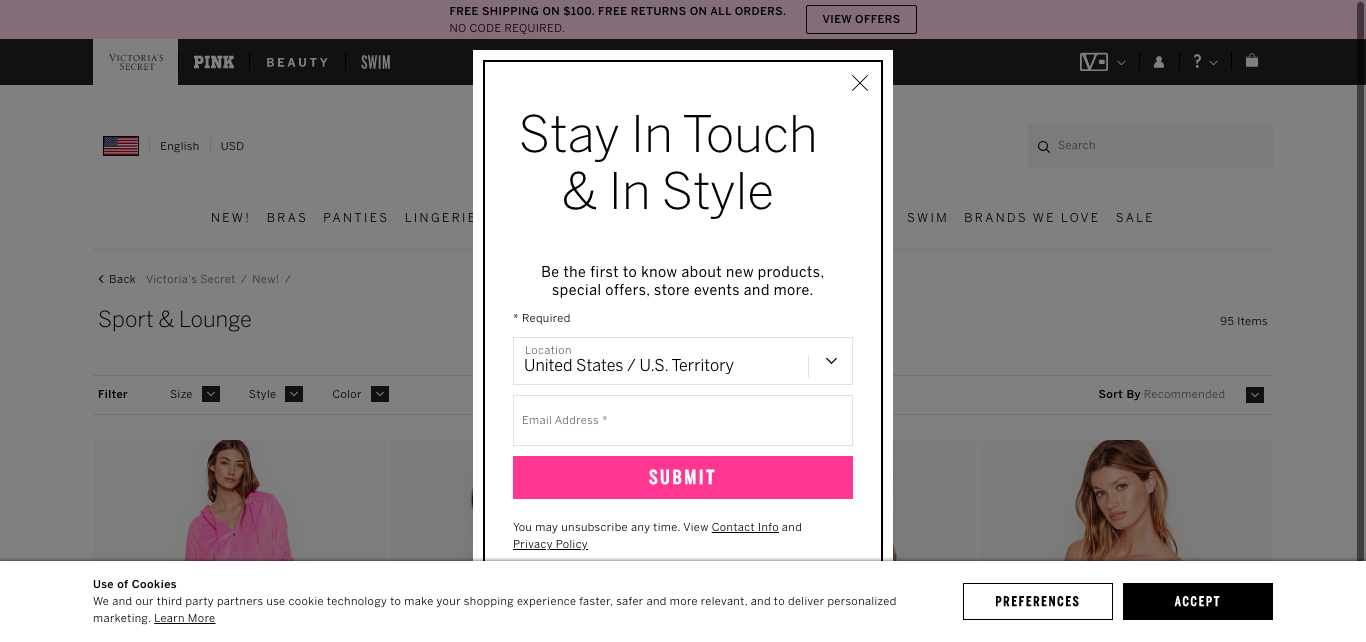 FREE SHIPPING ON $100. FREE RETURNS ON ALL ORDERS.
NO CODE REQUIRED.
VIEW OFFERS
VICTORIA'S
SECRET
PINK
BEAUTY
SWIM
?
English
USD
Search
NEW! BRAS PANTIES LINGERIE SWIM BRANDS WE LOVE SALE
Back Victoria's Secret / New! /
Sport & Lounge
95 Items
Filter Size Style Color
Sort By Recommended
Stay In Touch
& In Style
Be the first to know about new products,
special offers, store events and more.
* Required
Location
United States / U.S. Territory
Email Address *
SUBMIT
You may unsubscribe any time. View Contact Info and
Privacy Policy
Use of Cookies
We and our third party partners use cookie technology to make your shopping experience faster, safer and more relevant, and to deliver personalized
marketing. Learn More
PREFERENCES
ACCEPT